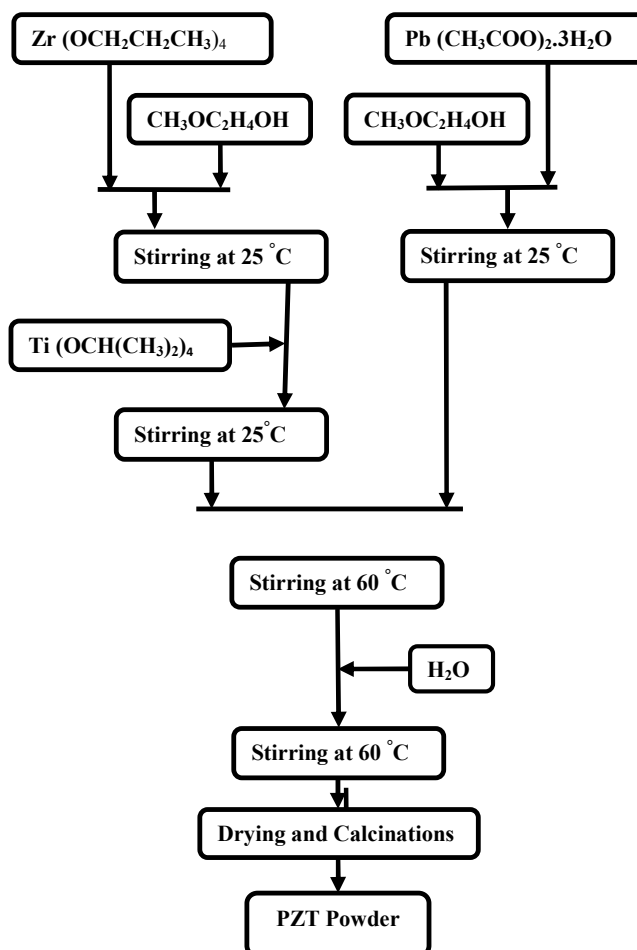 Zr (OCH₂CH₂CH₃)₄
Pb (CH₃COO)₂.3H₂O
CH₃OC₂H₄OH
CH₃OC₂H₄OH
Stirring at 25 °C
Stirring at 25 °C
Ti (OCH(CH₃)₂)₄
Stirring at 25°C
Stirring at 60 °C
H₂O
Stirring at 60 °C
Drying and Calcinations
PZT Powder